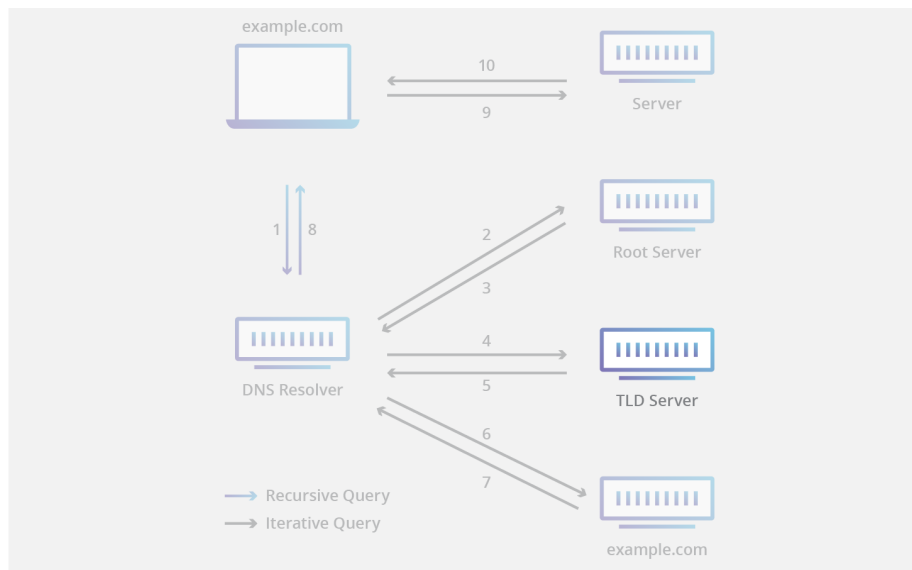 example.com
10
9
Server
1
8
2
3
Root Server
4
5
DNS Resolver
TLD Server
6
7
Recursive Query
Iterative Query
example.com